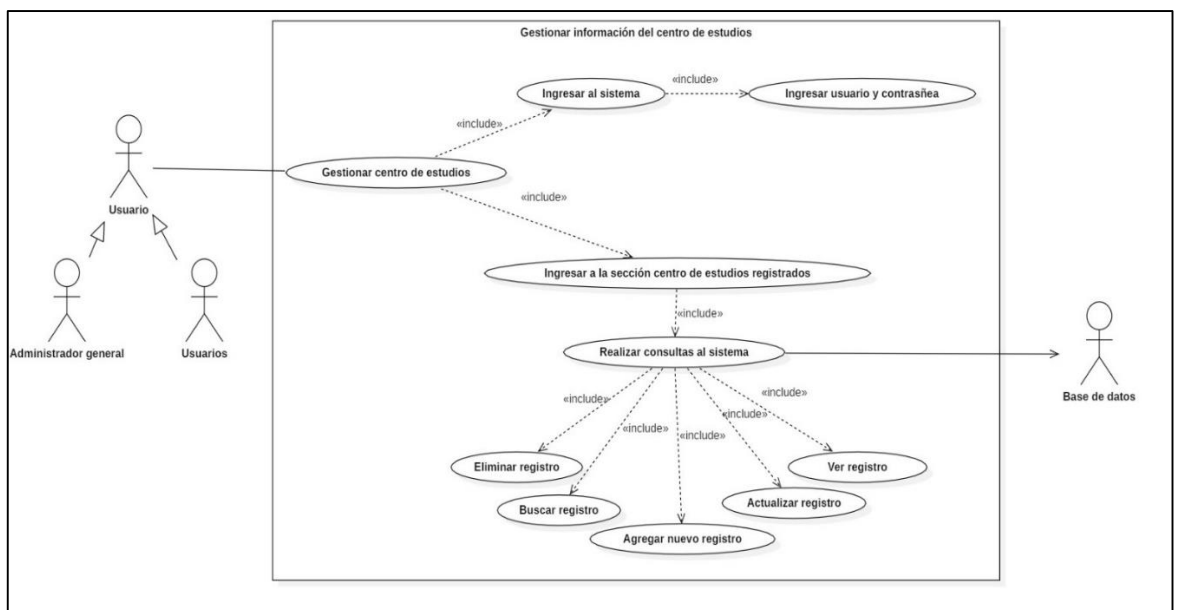 Gestionar información del centro de estudios
«include»
Ingresar al sistema
Ingresar usuario y contrasñea
«include»
Gestionar centro de estudios
«include»
Usuario
Ingresar a la sección centro de estudios registrados
«include»
Administrador general
Usuarios
Realizar consultas al sistema
Base de datos
«include»
«include»
«include»
«include»
«include»
Eliminar registro
Ver registro
Buscar registro
Actualizar registro
Agregar nuevo registro